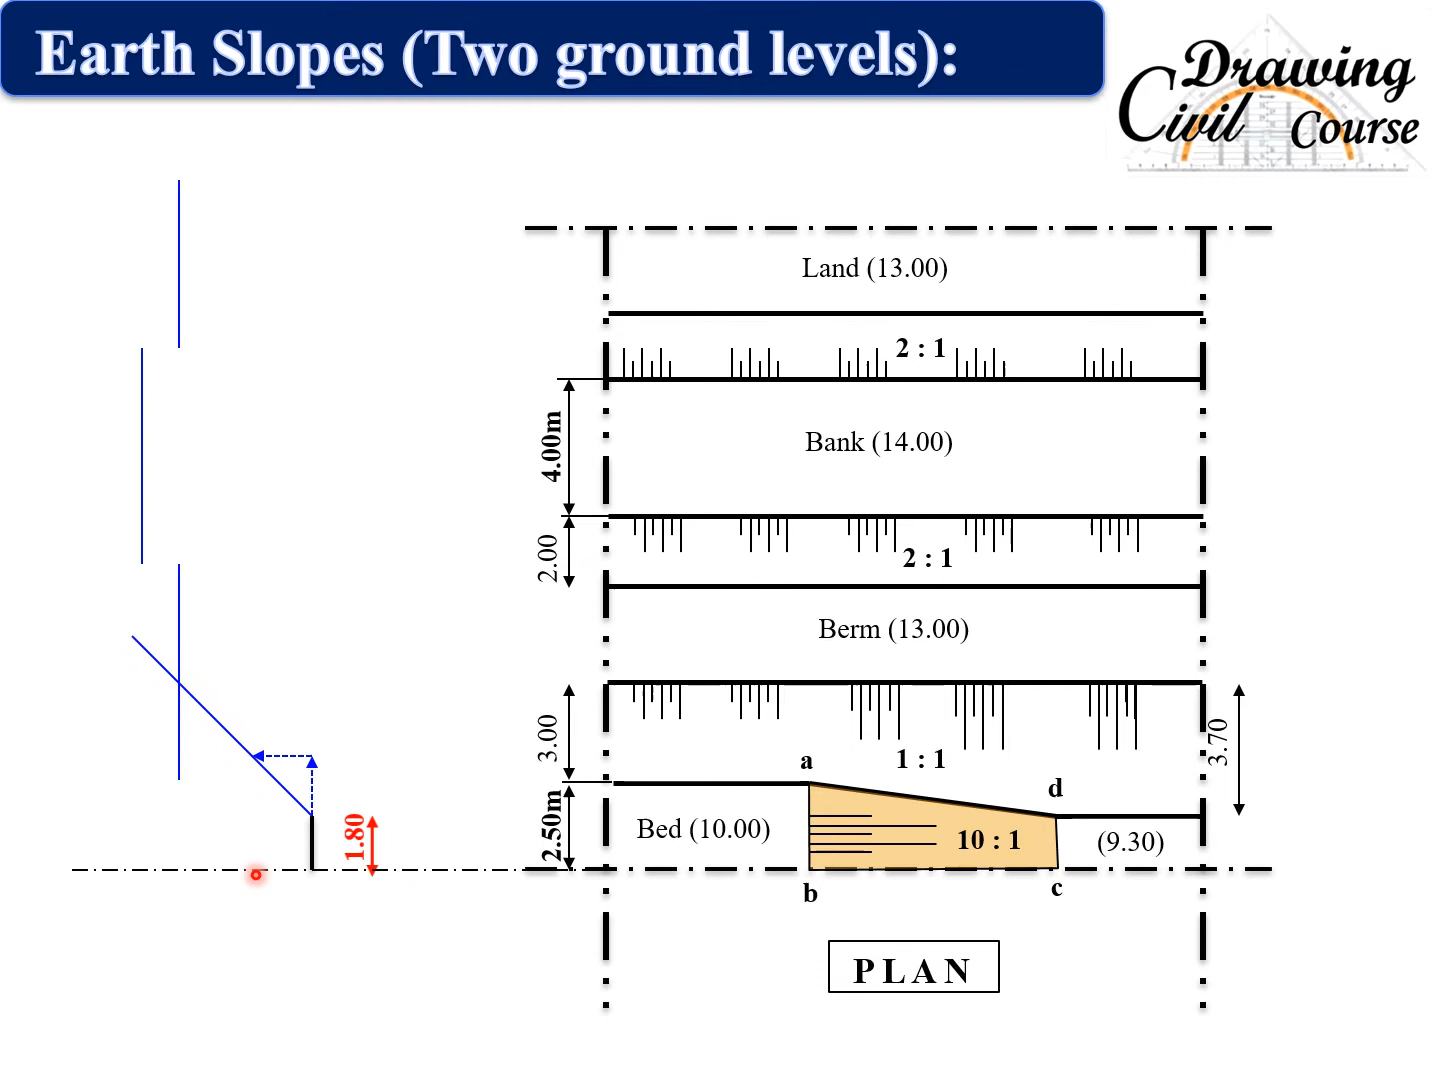 Earth Slopes (Two ground levels):
Drawing
Civil Course
Land (13.00)
2 : 1
4.00m
Bank (14.00)
2.00
2 : 1
Berm (13.00)
3.00
3.70
a
1 : 1
d
1.80
2.50m
Bed (10.00)
10 : 1
(9.30)
b
c
PLAN